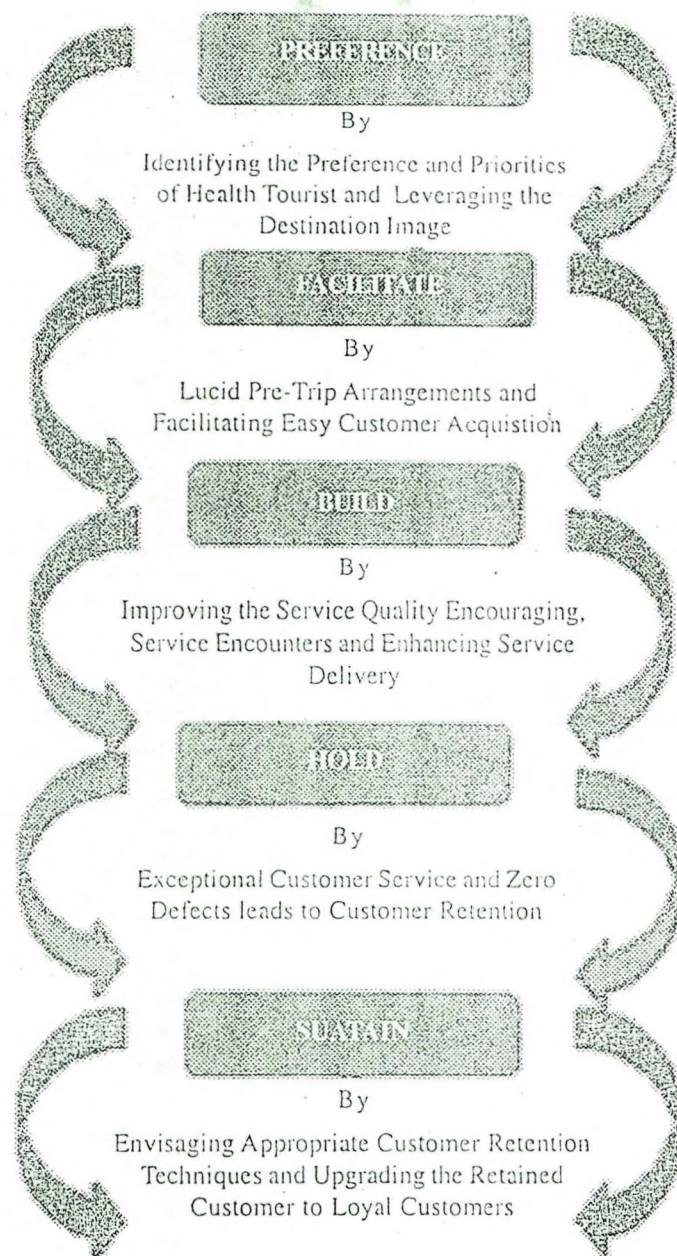 PREFERENCE
By
Identifying the Preference and Priorities
of Health Tourist and Leveraging the
Destination Image
FACILITATE
By
Lucid Pre-Trip Arrangements and
Facilitating Easy Customer Acquistion
BUILD
By
Improving the Service Quality Encouraging,
Service Encounters and Enhancing Service
Delivery
HOLD
By
Exceptional Customer Service and Zero
Defects leads to Customer Retention
SUATAIN
By
Envisaging Appropriate Customer Retention
Techniques and Upgrading the Retained
Customer to Loyal Customers